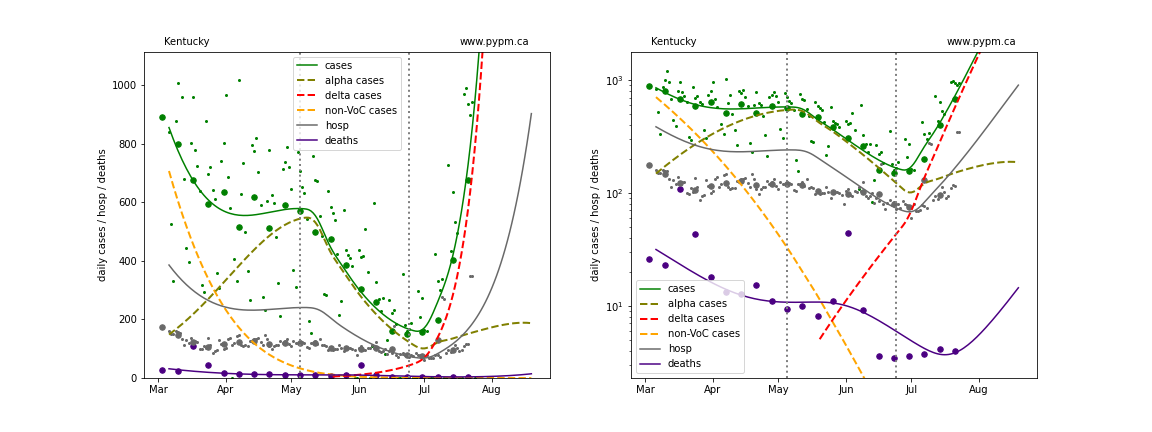 Kentucky www.pypm.ca
daily cases / hosp / deaths
1000
800
600
400
200
0
cases
alpha cases
delta cases
non-VoC cases
hosp
deaths
Mar Apr May Jun Jul Aug
Kentucky www.pypm.ca
daily cases / hosp / deaths
10³
10²
10¹
cases
alpha cases
delta cases
non-VoC cases
hosp
deaths
Mar Apr May Jun Jul Aug